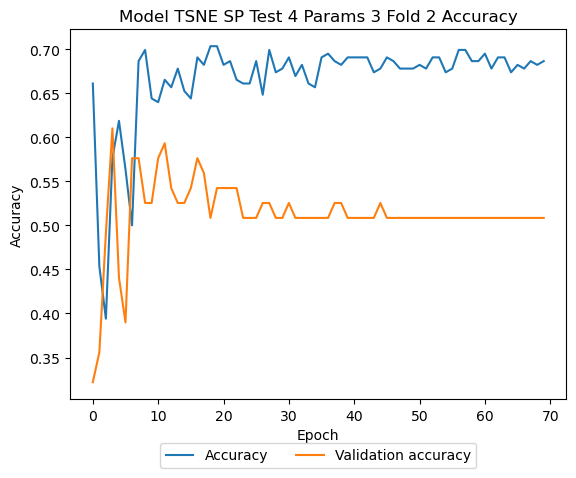 Model TSNE SP Test 4 Params 3 Fold 2 Accuracy
0.70
0.65
0.60
0.55
0.50
0.45
0.40
0.35
Accuracy
0 10 20 30 40 50 60 70
Epoch
Accuracy Validation accuracy